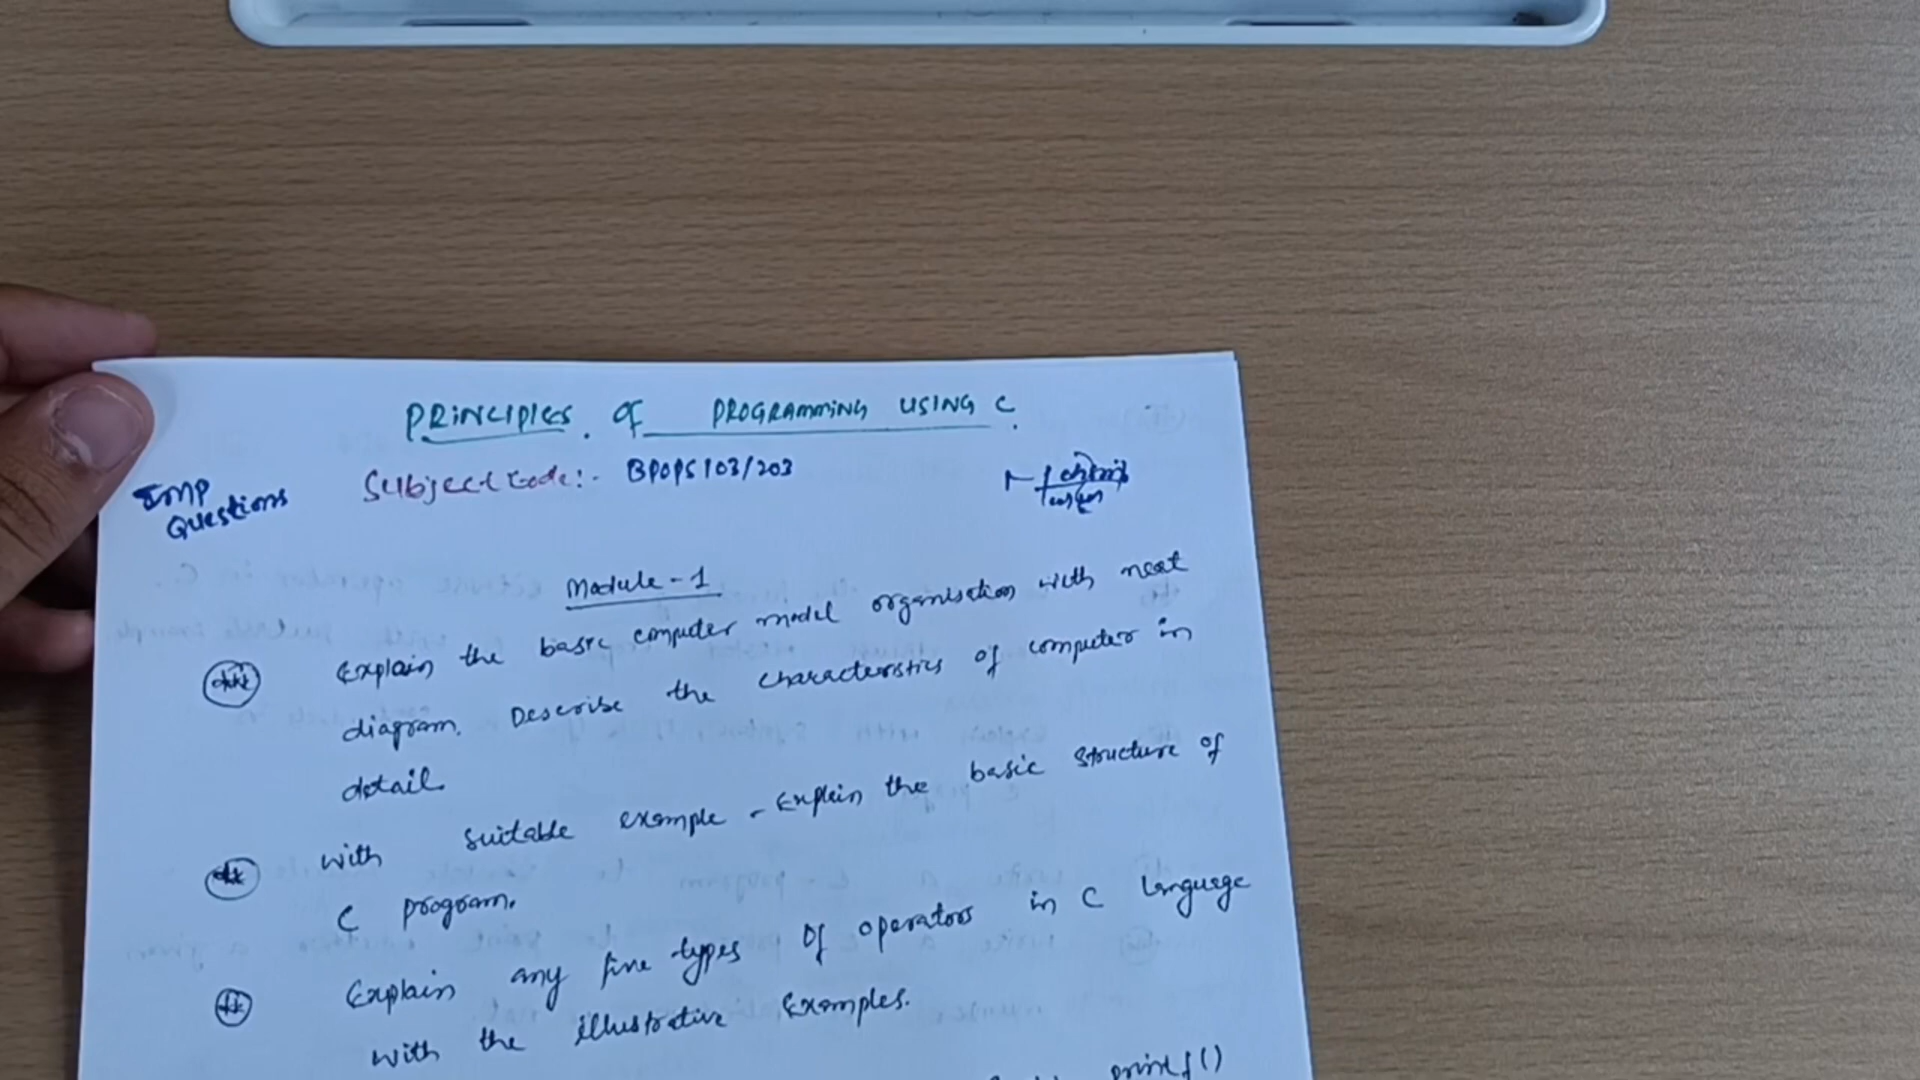 PRINCIPLES OF PROGRAMMING USING C.
IMP Questions
Subject Code:- BPOPS103/203
Module-1
Explain the basic computer model organisation with neat
diagram. Describe the characteristics of computer in
detail.
With suitable example - Explain the basic structure of
C program.
Explain any five types of operators in C language
with the illustrative Examples.
printf()